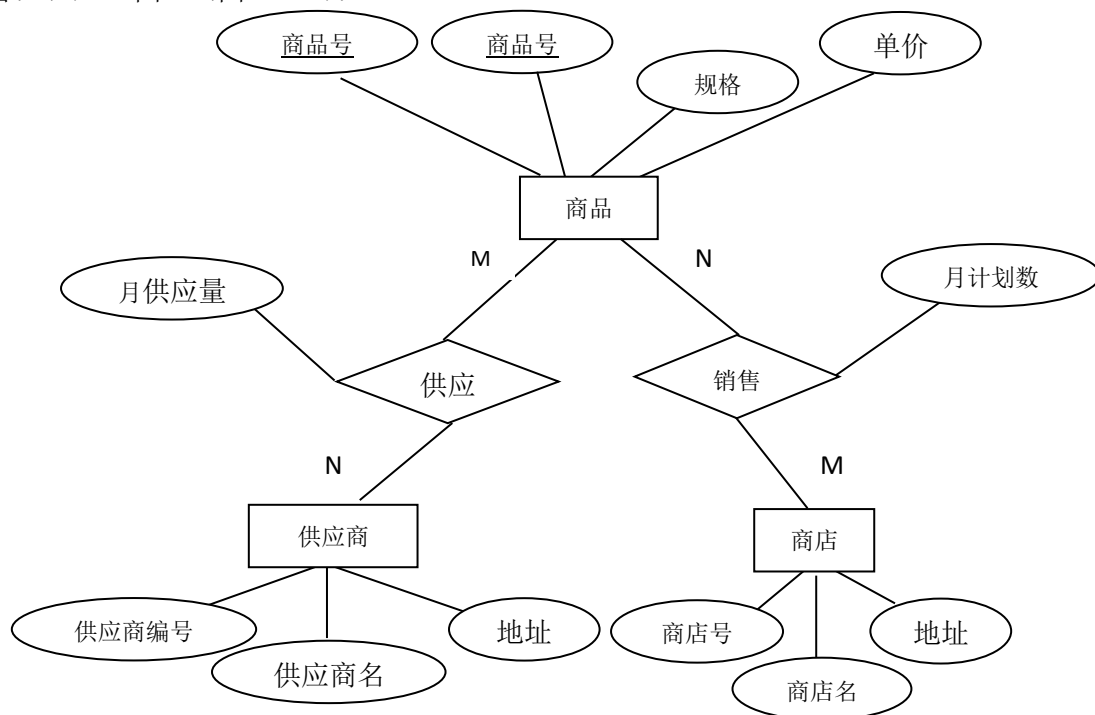 商品号
商品号
规格
单价
商品
M
N
月供应量
月计划数
供应
销售
N
M
供应商
商店
供应商编号
供应商名
地址
商店号
商店名
地址